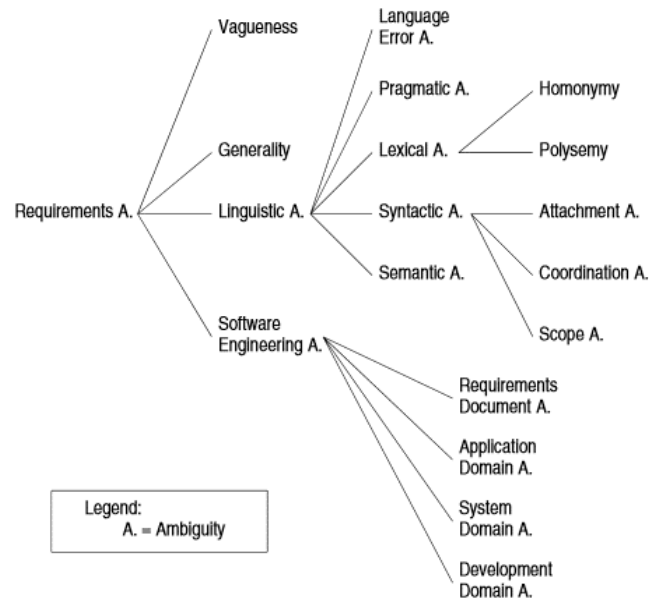 Vagueness
Language
Error A.
Pragmatic A.
Homonymy
Generality
Lexical A.
Polysemy
Requirements A.
Linguistic A.
Syntactic A.
Attachment A.
Semantic A.
Coordination A.
Software
Engineering A.
Scope A.
Requirements
Document A.
Application
Domain A.
System
Domain A.
Development
Domain A.
Legend:
A. = Ambiguity